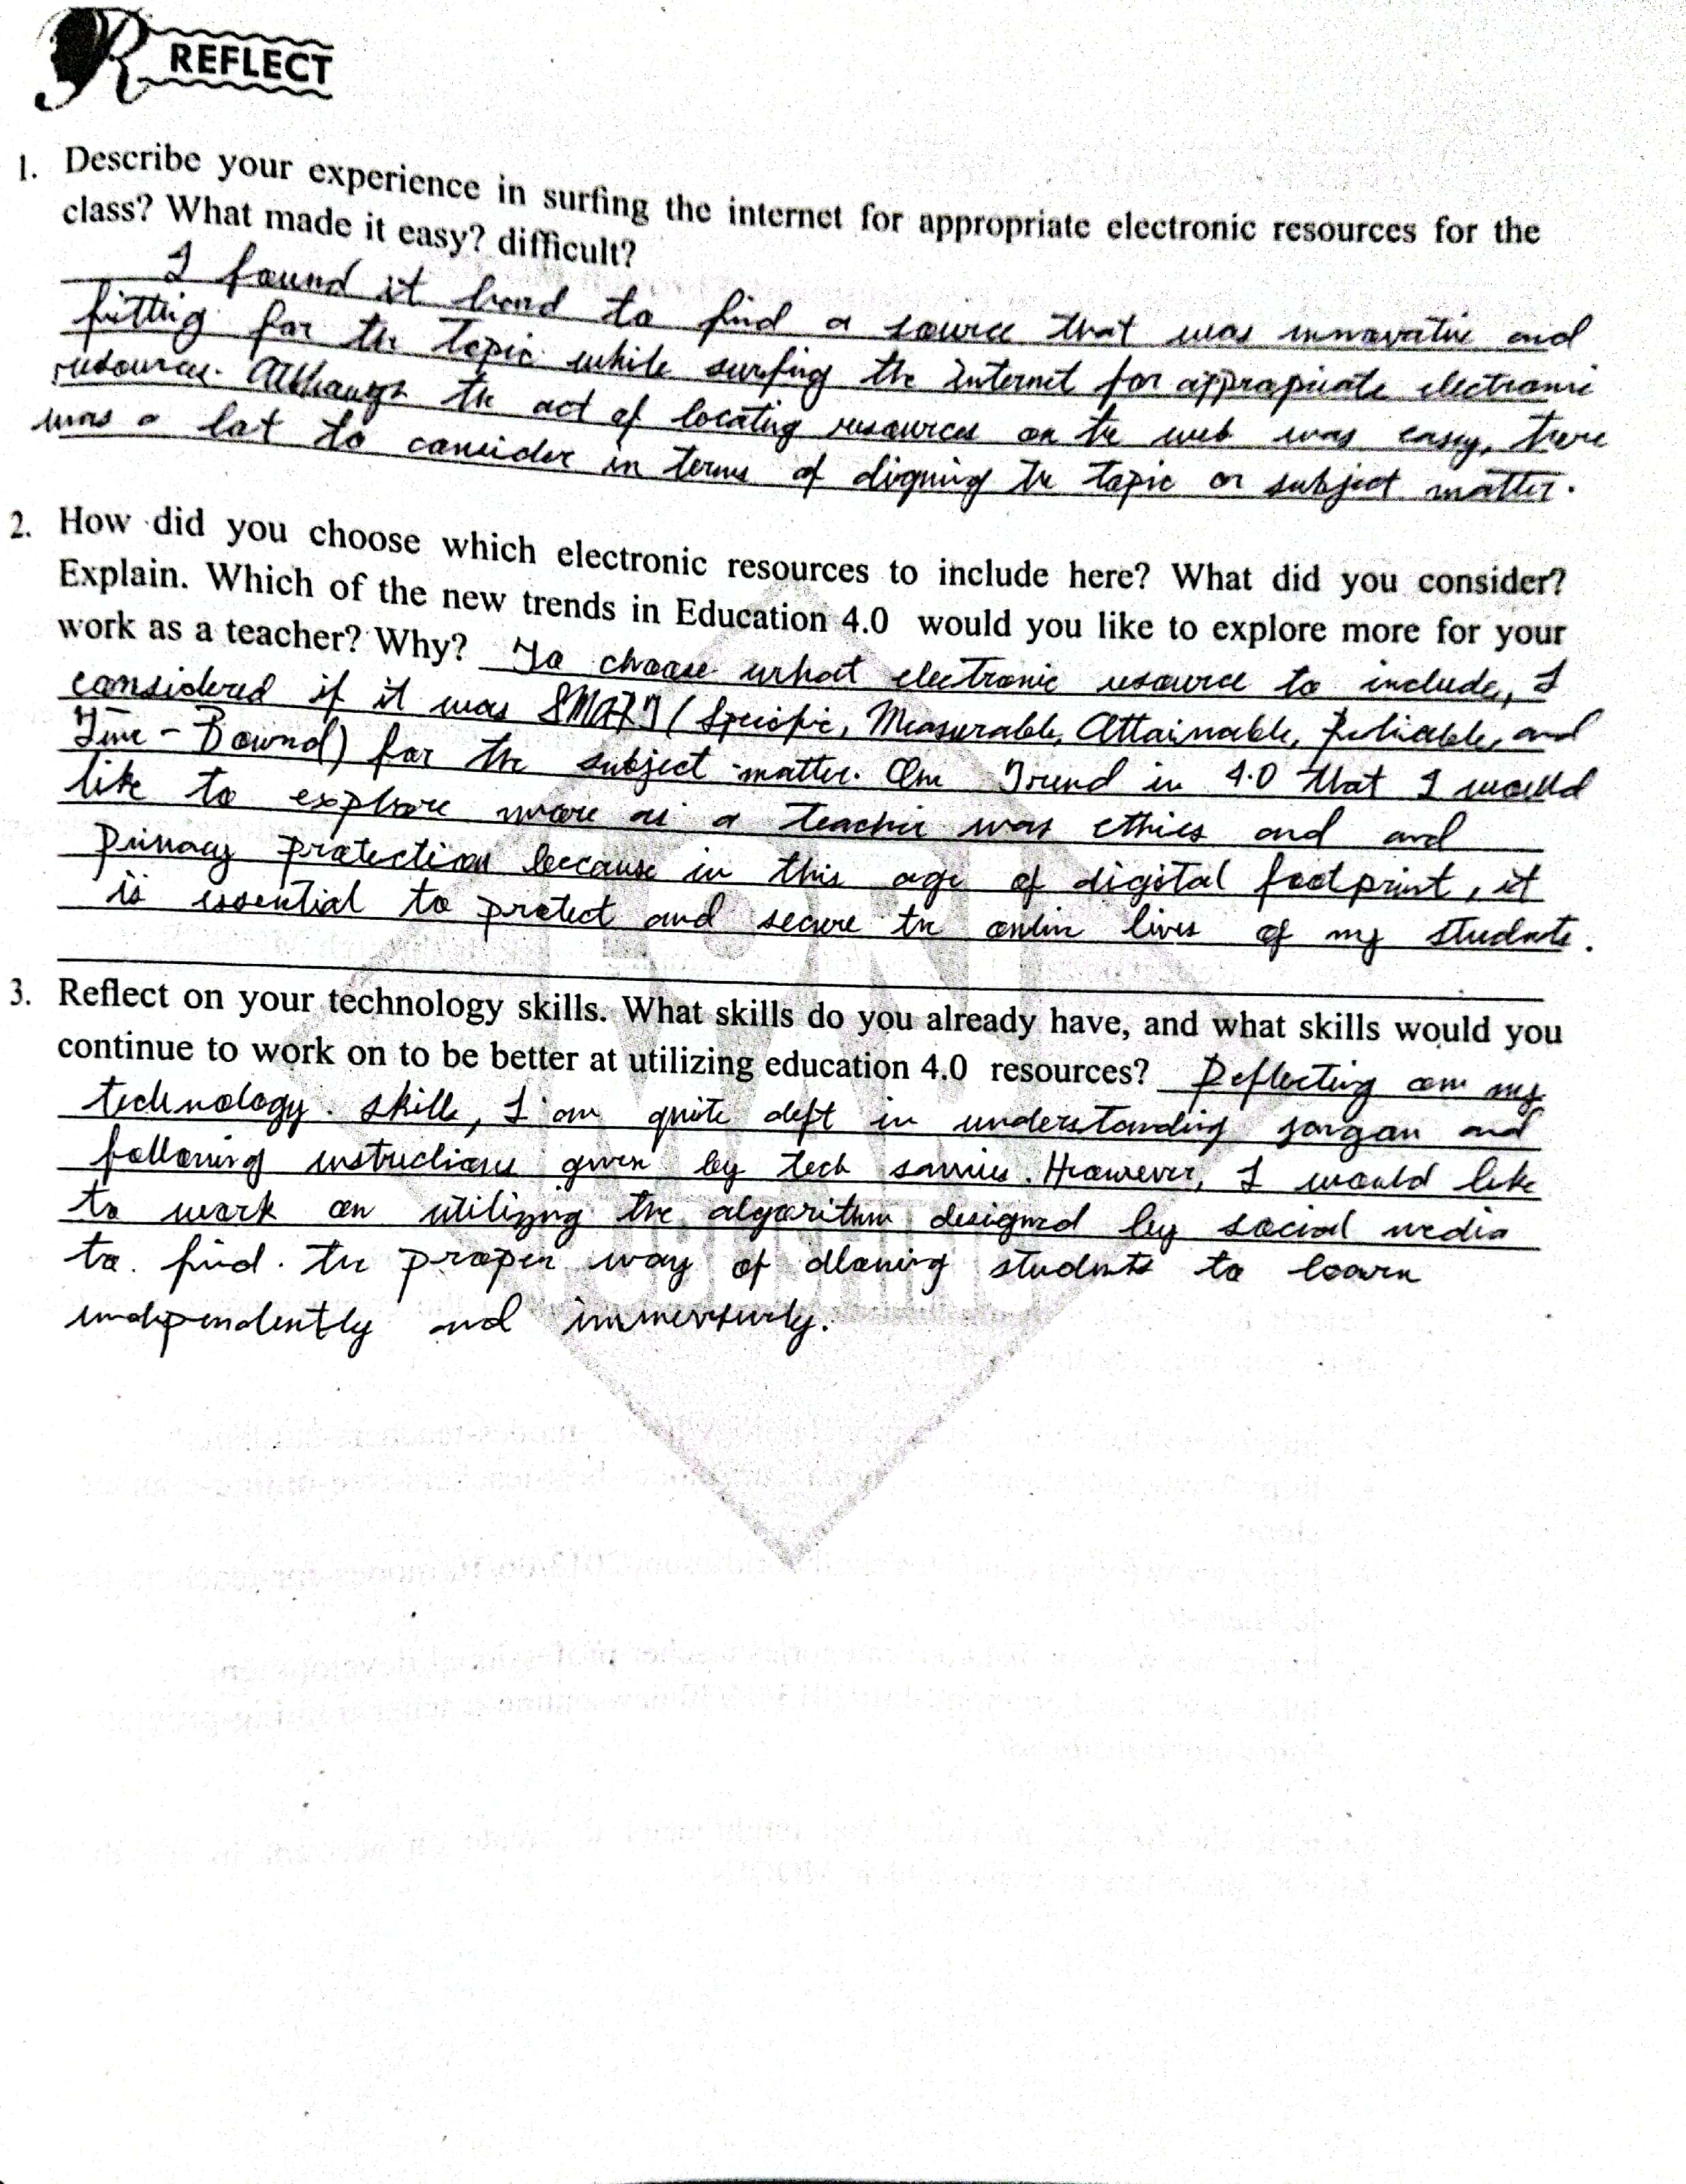 REFLECT
1. Describe your experience in surfing the internet for appropriate electronic resources for the
class? What made it easy? difficult?
I found it hard to find a source that was innovative and
fitting for the topic while surfing the Internet for appropriate electronic
resources. Although the act of locating resources on the web was easy, there
was a lot to consider in terms of aligning the topic or subject matter.
2. How did you choose which electronic resources to include here? What did you consider?
Explain. Which of the new trends in Education 4.0 would you like to explore more for your
work as a teacher? Why? To choose what electronic resource to include, I
considered if it was SMART (Specific, Measurable, Attainable, Reliable, and
Time-Bound) for the subject matter. One Trend in 4.0 that I would
like to explore more as a teacher was ethics and and
privacy protection because in this age of digital footprint, it
is essential to protect and secure the online lives of my students.
3. Reflect on your technology skills. What skills do you already have, and what skills would you
continue to work on to be better at utilizing education 4.0 resources? Reflecting on my
technology skills, I am quite deft in understanding jargon and
following instructions given by tech savvies. However, I would like
to work on utilizing the algorithm designed by social media
to find the proper way of allowing students to learn
independently and immersively.